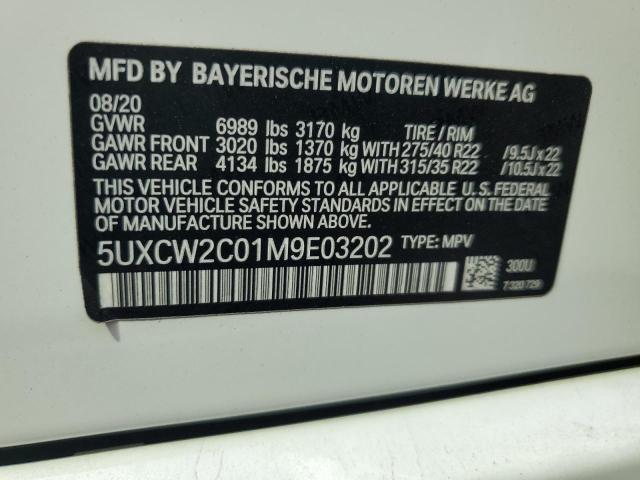 MFD BY BAYERISCHE MOTOREN WERKE AG
08/20
GVWR 6989 lbs 3170 kg TIRE / RIM
GAWR FRONT 3020 lbs 1370 kg WITH 275/40 R22 /9.5J x 22
GAWR REAR 4134 lbs 1875 kg WITH 315/35 R22 /10.5J x 22
THIS VEHICLE CONFORMS TO ALL APPLICABLE U. S. FEDERAL
MOTOR VEHICLE SAFETY STANDARDS IN EFFECT ON THE DATE
OF MANUFACTURE SHOWN ABOVE.
5UXCW2C01M9E03202 TYPE: MPV
300U
7 320 729